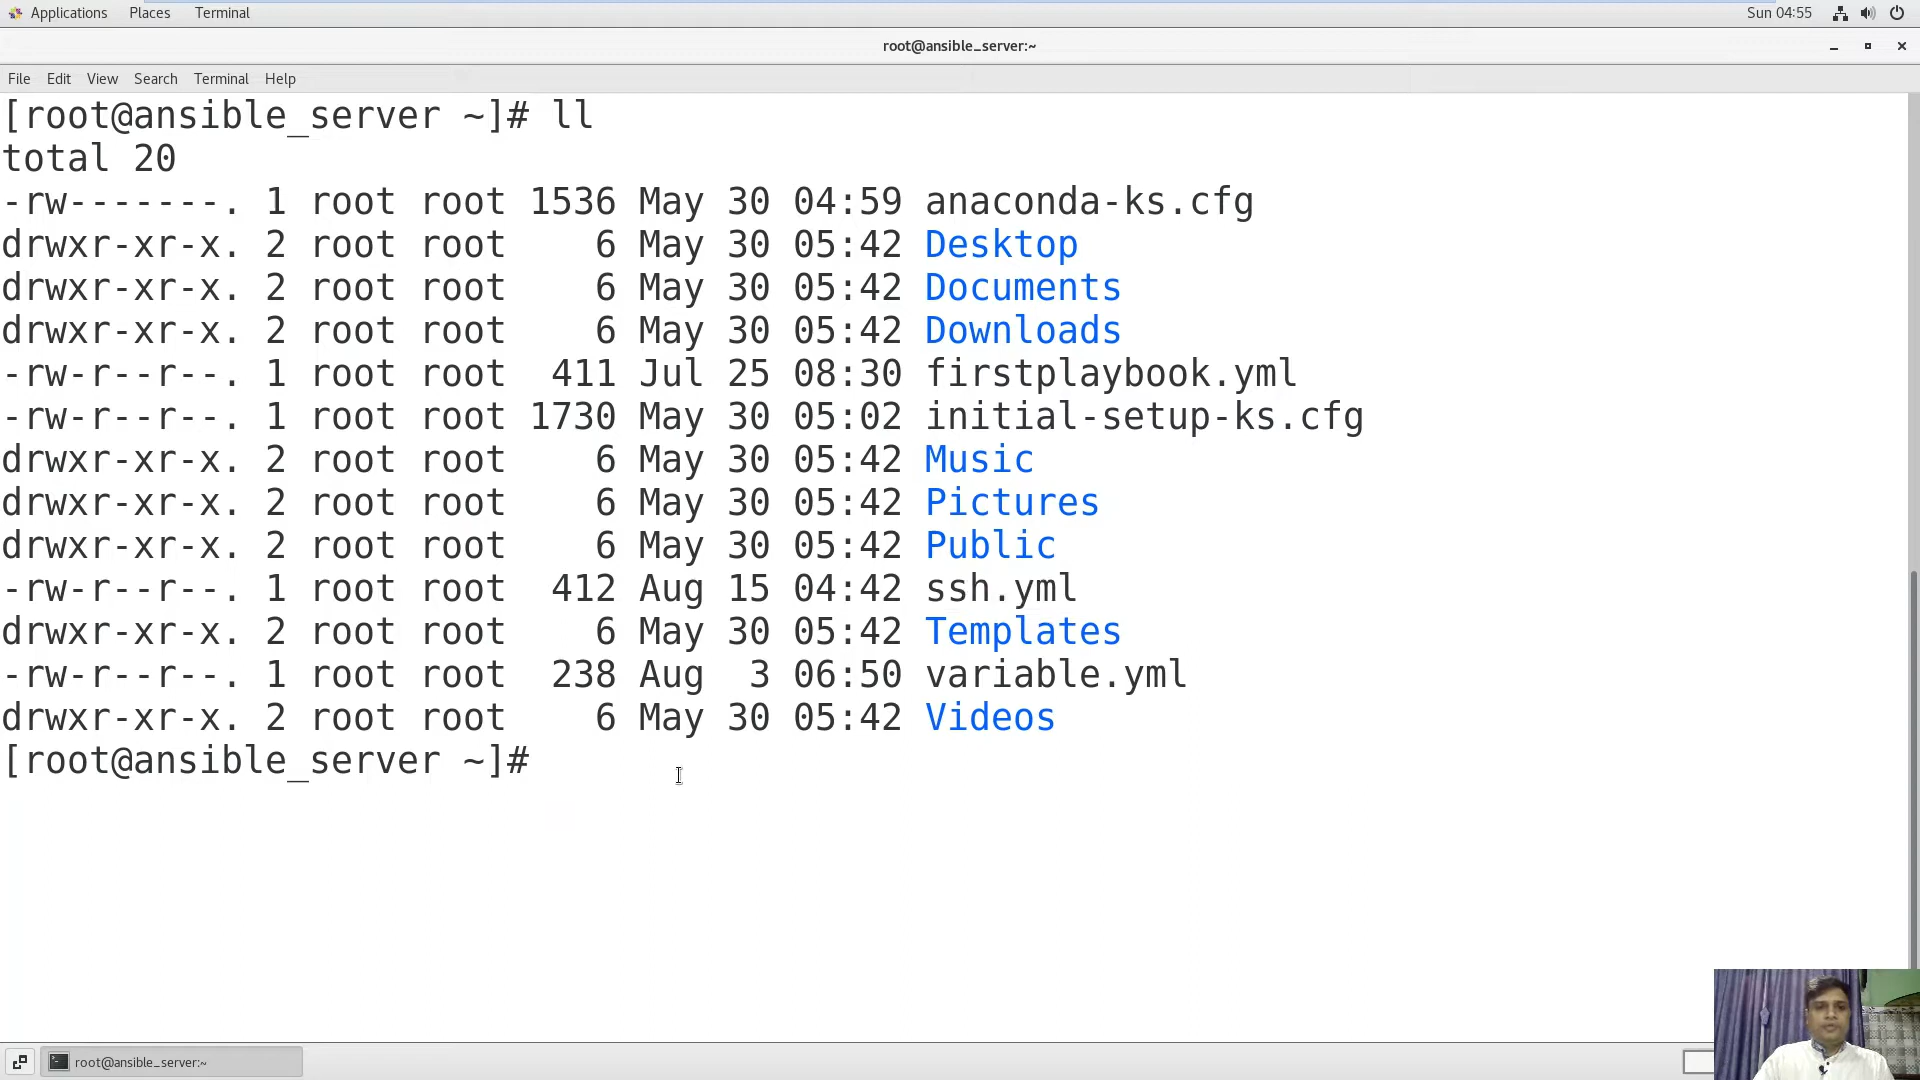 Applications Places Terminal Sun 04:55
root@ansible_server:~
File Edit View Search Terminal Help
[root@ansible_server ~]# ll
total 20
-rw-------. 1 root root 1536 May 30 04:59 anaconda-ks.cfg
drwxr-xr-x. 2 root root    6 May 30 05:42 Desktop
drwxr-xr-x. 2 root root    6 May 30 05:42 Documents
drwxr-xr-x. 2 root root    6 May 30 05:42 Downloads
-rw-r--r--. 1 root root  411 Jul 25 08:30 firstplaybook.yml
-rw-r--r--. 1 root root 1730 May 30 05:02 initial-setup-ks.cfg
drwxr-xr-x. 2 root root    6 May 30 05:42 Music
drwxr-xr-x. 2 root root    6 May 30 05:42 Pictures
drwxr-xr-x. 2 root root    6 May 30 05:42 Public
-rw-r--r--. 1 root root  412 Aug 15 04:42 ssh.yml
drwxr-xr-x. 2 root root    6 May 30 05:42 Templates
-rw-r--r--. 1 root root  238 Aug  3 06:50 variable.yml
drwxr-xr-x. 2 root root    6 May 30 05:42 Videos
[root@ansible_server ~]#
root@ansible_server:~